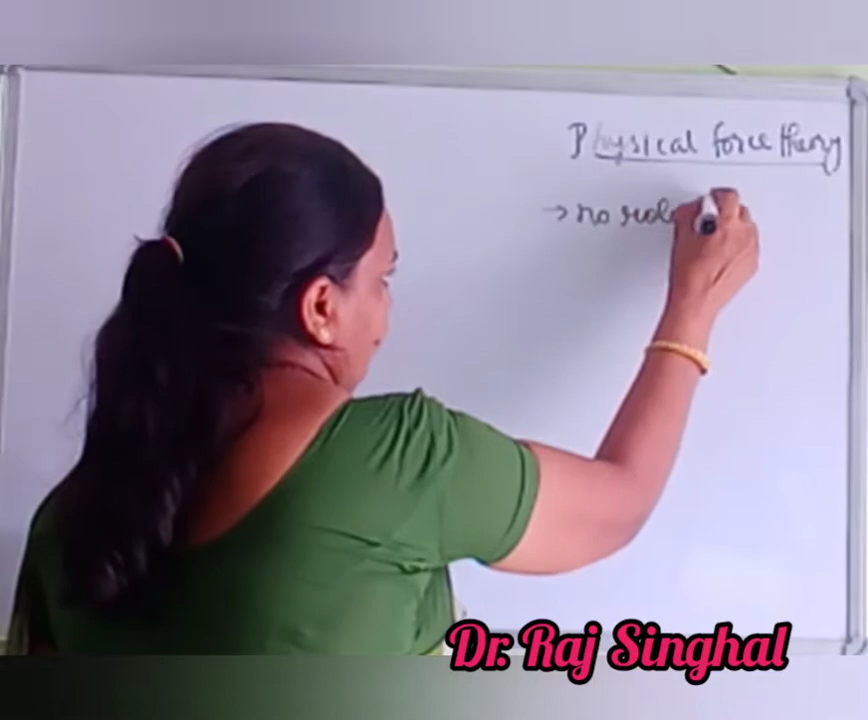 Physical force theory
→ no role
Dr. Raj Singhal